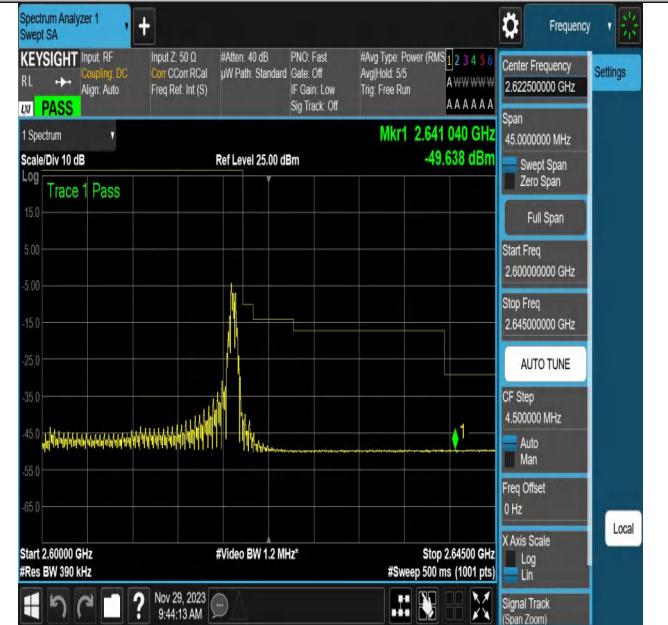 Spectrum Analyzer 1
Swept SA
+
Frequency
KEYSIGHT
RL
LXI
PASS
Input: RF
Coupling: DC
Align: Auto
Input Z: 50 Ω
Corr CCorr RCal
Freq Ref: Int (S)
#Atten: 40 dB
µW Path: Standard
PNO: Fast
Gate: Off
IF Gain: Low
Sig Track: Off
#Avg Type: Power (RMS
Avg|Hold: 5/5
Trig: Free Run
1 2 3 4 5 6
A W W W W W
A A A A A A
1 Spectrum
Scale/Div 10 dB
Ref Level 25.00 dBm
Mkr1 2.641 040 GHz
-49.638 dBm
Log
Trace 1 Pass
15.0
5.00
-5.00
-15.0
-25.0
-35.0
-45.0
-55.0
-65.0
1
Start 2.60000 GHz
#Res BW 390 kHz
#Video BW 1.2 MHz*
Stop 2.64500 GHz
#Sweep 500 ms (1001 pts)
Center Frequency
2.622500000 GHz
Settings
Span
45.0000000 MHz
Swept Span
Zero Span
Full Span
Start Freq
2.600000000 GHz
Stop Freq
2.645000000 GHz
AUTO TUNE
CF Step
4.500000 MHz
Auto
Man
Freq Offset
0 Hz
X Axis Scale
Log
Lin
Local
Signal Track
(Span Zoom)
?
Nov 29, 2023
9:44:13 AM